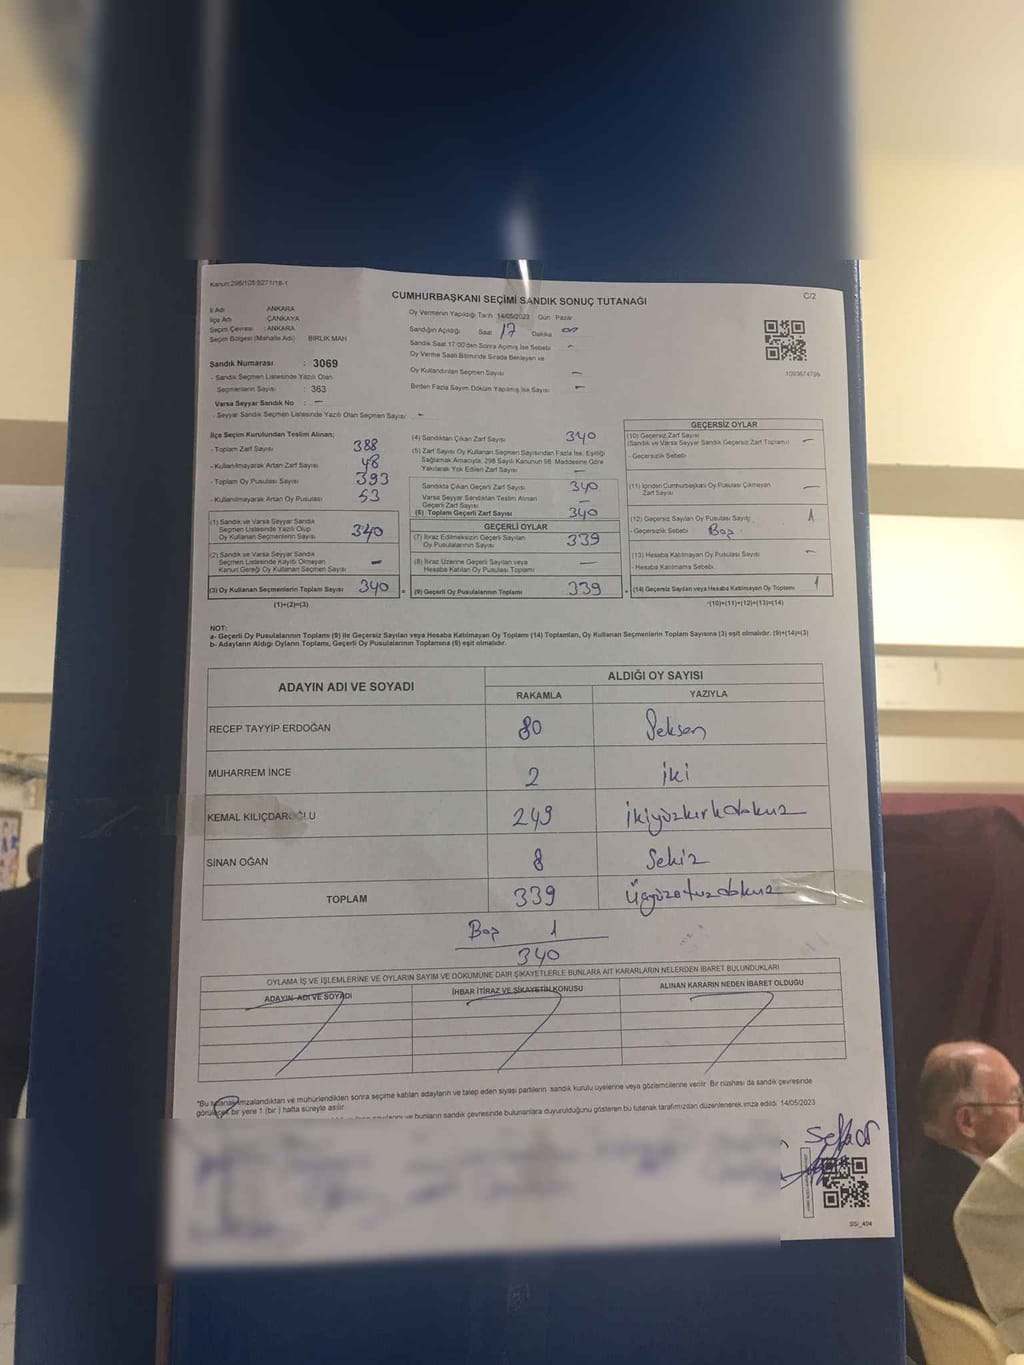 Kanun:298/105;6271/18-1
C/2
CUMHURBAŞKANI SEÇİMİ SANDIK SONUÇ TUTANAĞI
İl Adı ANKARA
İlçe Adı ÇANKAYA
Seçim Çevresi : ANKARA
Seçim Bölgesi (Mahalle Adı) BİRLİK MAH
Sandık Numarası : 3069
- Sandık Seçmen Listesinde Yazılı Olan
Seçmenlerin Sayısı : 363
Varsa Seyyar Sandık No : -
- Seyyar Sandık Seçmen Listesinde Yazılı Olan Seçmen Sayısı -
Oy Vermenin Yapıldığı Tarih 14/05/2023 Gün : Pazar
Sandığın Açıldığı Saat 17 Dakika 00
Sandık Saat 17:00'den Sonra Açmış İse Sebebi -
Oy Verme Saati Bitiminde Sırada Bekleyen ve
Oy Kullandırılan Seçmen Sayısı -
Birden Fazla Sayım Döküm Yapılmış İse Sayısı -
1093674799
İlçe Seçim Kurulundan Teslim Alınan;
- Toplam Zarf Sayısı 388
- Kullanılmayarak Artan Zarf Sayısı 48
- Toplam Oy Pusulası Sayısı 393
- Kullanılmayarak Artan Oy Pusulası 53
(1) Sandık ve Varsa Seyyar Sandık
Seçmen Listesinde Yazılı Olup
Oy Kullanan Seçmenlerin Sayısı 340
(2) Sandık ve Varsa Seyyar Sandık
Seçmen Listesinde Kayıtlı Olmayan
Kanun Gereği Oy Kullanan Seçmen Sayısı -
(3) Oy Kullanan Seçmenlerin Toplam Sayısı 340 =
(1)+(2)=(3)
(4) Sandıktan Çıkan Zarf Sayısı 340
(5) Zarf Sayısı Oy Kullanan Seçmen Sayısından Fazla İse; Eşitliği
Sağlamak Amacıyla; 298 Sayılı Kanunun 98. Maddesine Göre
Yakılarak Yok Edilen Zarf Sayısı -
Sandıkta Çıkan Geçerli Zarf Sayısı 340
Varsa Seyyar Sandıktan Teslim Alınan
Geçerli Zarf Sayısı -
(6) Toplam Geçerli Zarf Sayısı 340
GEÇERLİ OYLAR
(7) İtiraz Edilmeksizin Geçerli Sayılan
Oy Pusulalarının Sayısı 339
(8) İtiraz Üzerine Geçerli Sayılan veya
Hesaba Katılan Oy Pusulası Toplamı -
(9) Geçerli Oy Pusulalarının Toplamı 339 +
GEÇERSİZ OYLAR
(10) Geçersiz Zarf Sayısı
(Sandık ve Varsa Seyyar Sandık Geçersiz Zarf Toplamı) -
- Geçersizlik Sebebi
(11) İçinden Cumhurbaşkanı Oy Pusulası Çıkmayan
Zarf Sayısı -
(12) Geçersiz Sayılan Oy Pusulası Sayısı 1
- Geçersizlik Sebebi Boş
(13) Hesaba Katılmayan Oy Pusulası Sayısı -
- Hesaba Katılmama Sebebi
(14) Geçersiz Sayılan veya Hesaba Katılmayan Oy Toplamı 1
(10)+(11)+(12)+(13)=(14)
NOT:
a- Geçerli Oy Pusulalarının Toplamı (9) ile Geçersiz Sayılan veya Hesaba Katılmayan Oy Toplamı (14) Toplamları, Oy Kullanan Seçmenlerin Toplam Sayısına (3) eşit olmalıdır. (9)+(14)=(3)
b- Adayların Aldığı Oyların Toplamı, Geçerli Oy Pusulalarının Toplamına (9) eşit olmalıdır.
ADAYIN ADI VE SOYADI ALDIĞI OY SAYISI
RAKAMLA YAZIYLA
RECEP TAYYİP ERDOĞAN 80 Seksen
MUHARREM İNCE 2 iki
KEMAL KILIÇDAROĞLU 249 ikiyüzkırkdokuz
SİNAN OĞAN 8 Sekiz
TOPLAM 339 Üçyüzotuzdokuz
Boş 1
340
OYLAMA İŞ VE İŞLEMLERİNE VE OYLARIN SAYIM VE DÖKÜMÜNE DAİR ŞİKAYETLERLE BUNLARA AİT KARARLARIN NELERDEN İBARET BULUNDUKLARI
ADAYIN ADI VE SOYADI İHBAR İTİRAZ VE ŞİKAYETİN KONUSU ALINAN KARARIN NEDEN İBARET OLDUĞU
*Bu tutanak imzalandıktan ve mühürlendikten sonra seçime katılan adayların ve talep eden siyasi partilerin sandık kurulu üyelerine veya gözlemcilerine verilir. Bir nüshası da sandık çevresinde
görülecek bir yere 1 (bir) hafta süreyle asılır.
ve bunların sandık çevresinde bulunanlara duyurulduğunu gösteren bu tutanak tarafımızdan düzenlenerek imza edildi. 14/05/2023
SSİ_404